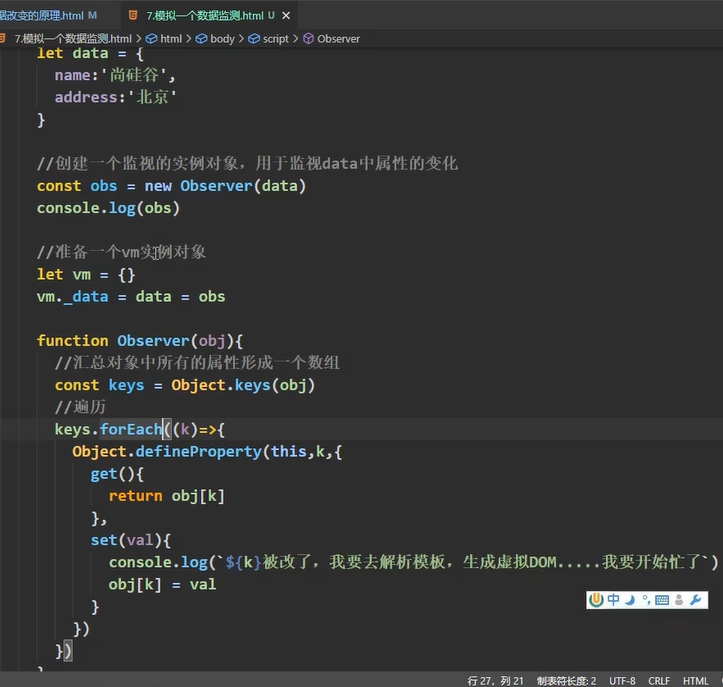 据改变的原理.html M
7.模拟一个数据监测.html U ×
7.模拟一个数据监测.html > html > body > script > Observer
let data = {
name:'尚硅谷',
address:'北京'
}
//创建一个监视的实例对象，用于监视data中属性的变化
const obs = new Observer(data)
console.log(obs)
//准备一个vm实例对象
let vm = {}
vm._data = data = obs
function Observer(obj){
//汇总对象中所有的属性形成一个数组
const keys = Object.keys(obj)
//遍历
keys.forEach((k)=>{
Object.defineProperty(this,k,{
get(){
return obj[k]
},
set(val){
console.log(`${k}被改了，我要去解析模板，生成虚拟DOM.....我要开始忙了`)
obj[k] = val
}
})
})
中
行 27，列 21 制表符长度: 2 UTF-8 CRLF HTML